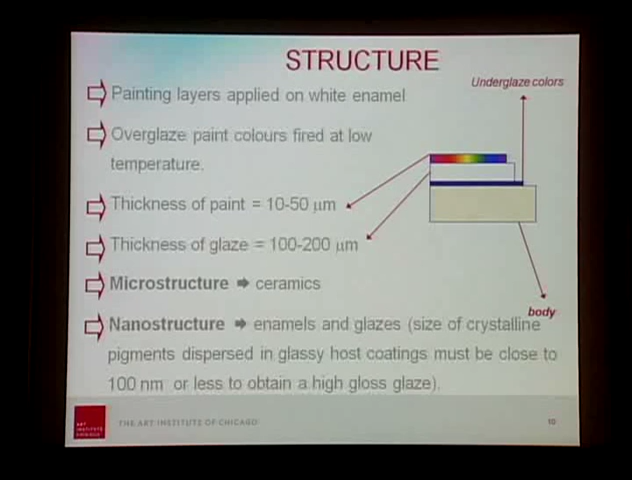 STRUCTURE
Underglaze colors
Painting layers applied on white enamel
Overglaze paint colours fired at low
temperature.
Thickness of paint = 10-50 μm
Thickness of glaze = 100-200 μm
Microstructure ➡ ceramics
body
Nanostructure ➡ enamels and glazes (size of crystalline
pigments dispersed in glassy host coatings must be close to
100 nm or less to obtain a high gloss glaze).
ART
INSTITUTE
CHICAGO
THE ART INSTITUTE OF CHICAGO
10